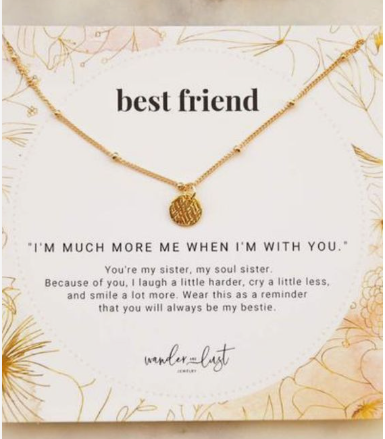 best friend
"I'M MUCH MORE ME WHEN I'M WITH YOU."
You're my sister, my soul sister.
Because of you, I laugh a little harder, cry a little less,
and smile a lot more. Wear this as a reminder
that you will always be my bestie.
wander and lust
JEWELRY